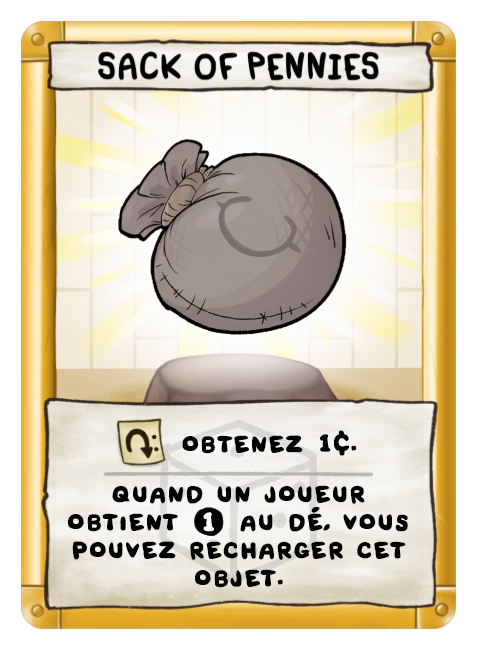 SACK OF PENNIES
OBTENEZ 1¢.
QUAND UN JOUEUR
OBTIENT 1 AU DÉ, VOUS
POUVEZ RECHARGER CET
OBJET.